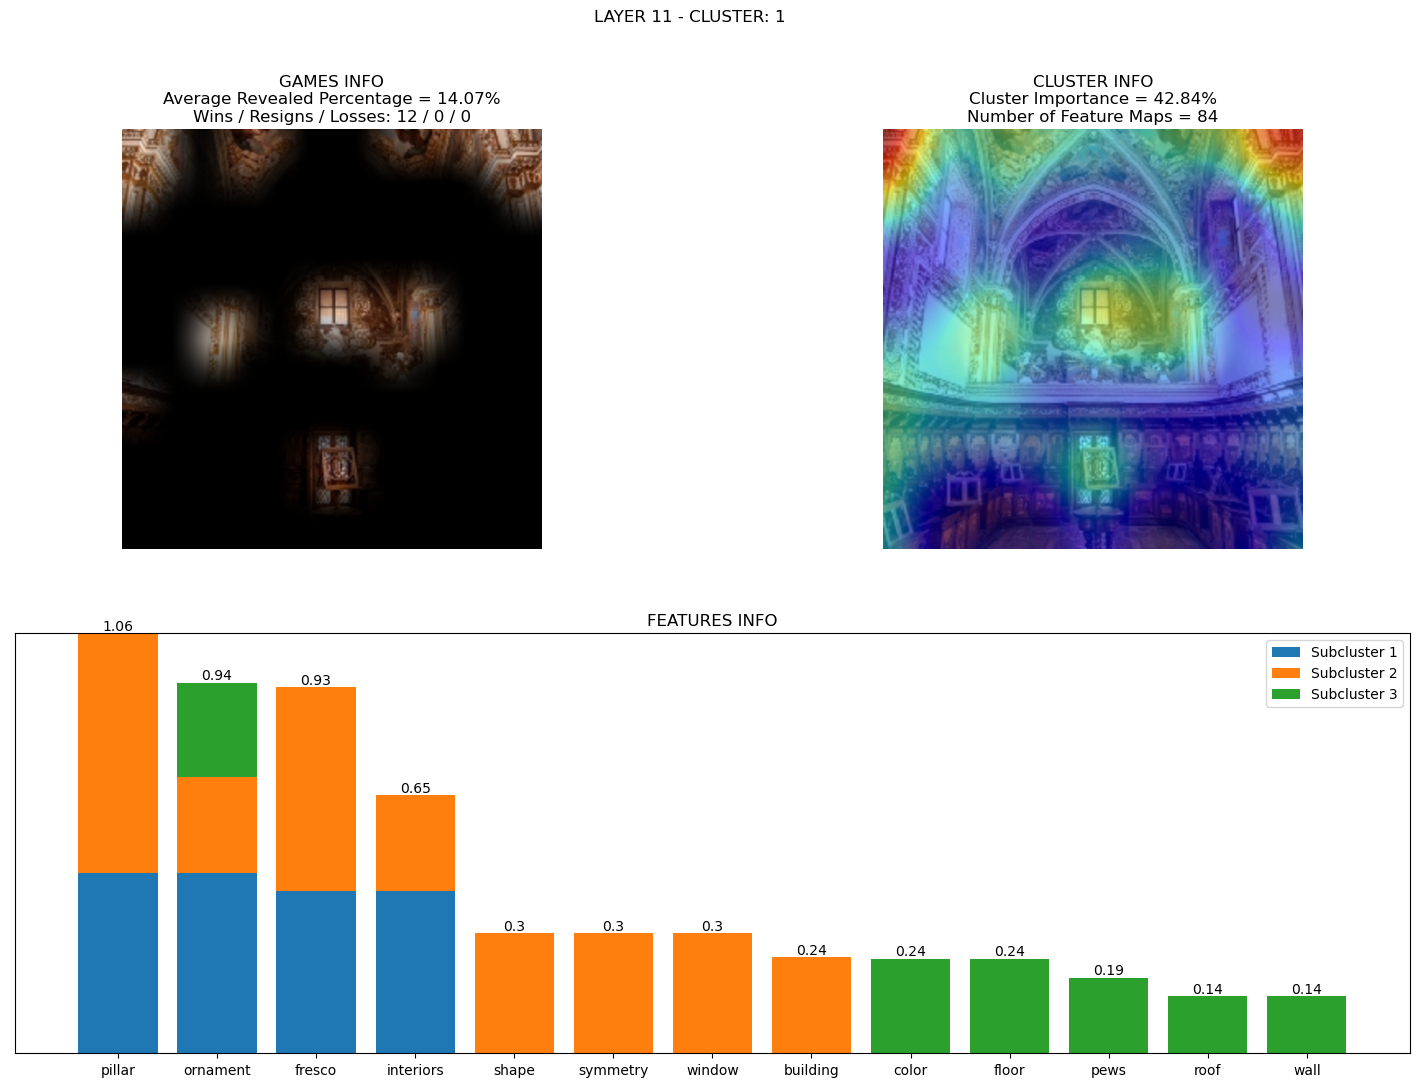 LAYER 11 - CLUSTER: 1
GAMES INFO
Average Revealed Percentage = 14.07%
Wins / Resigns / Losses: 12 / 0 / 0
CLUSTER INFO
Cluster Importance = 42.84%
Number of Feature Maps = 84
FEATURES INFO
Subcluster 1
Subcluster 2
Subcluster 3
1.06
0.94
0.93
0.65
0.3
0.3
0.3
0.24
0.24
0.24
0.19
0.14
0.14
pillar
ornament
fresco
interiors
shape
symmetry
window
building
color
floor
pews
roof
wall